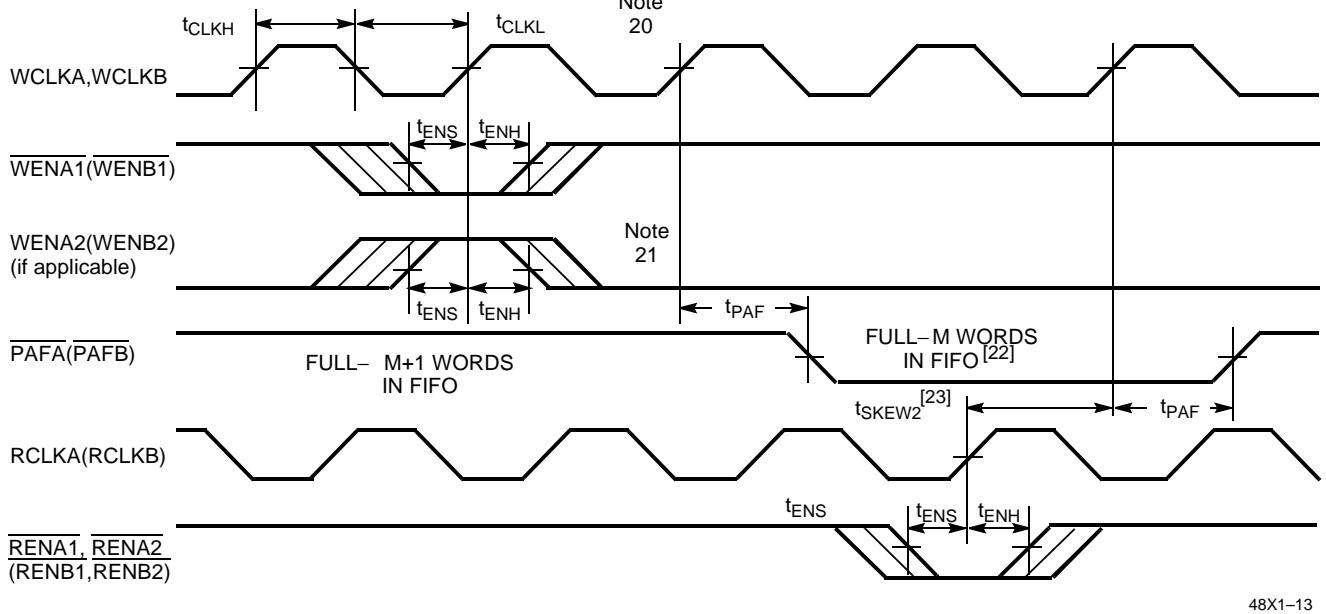 Note
20
tCLKH
tCLKL
WCLKA,WCLKB
tENS
tENH
WENA1(WENB1)
WENA2(WENB2)
(if applicable)
Note
21
tENS
tENH
tPAF
PAFA(PAFB)
FULL– M+1 WORDS
IN FIFO
FULL–M WORDS
IN FIFO[22]
tSKEW2[23]
tPAF
RCLKA(RCLKB)
tENS
tENS
tENH
RENA1, RENA2
(RENB1,RENB2)
48X1–13